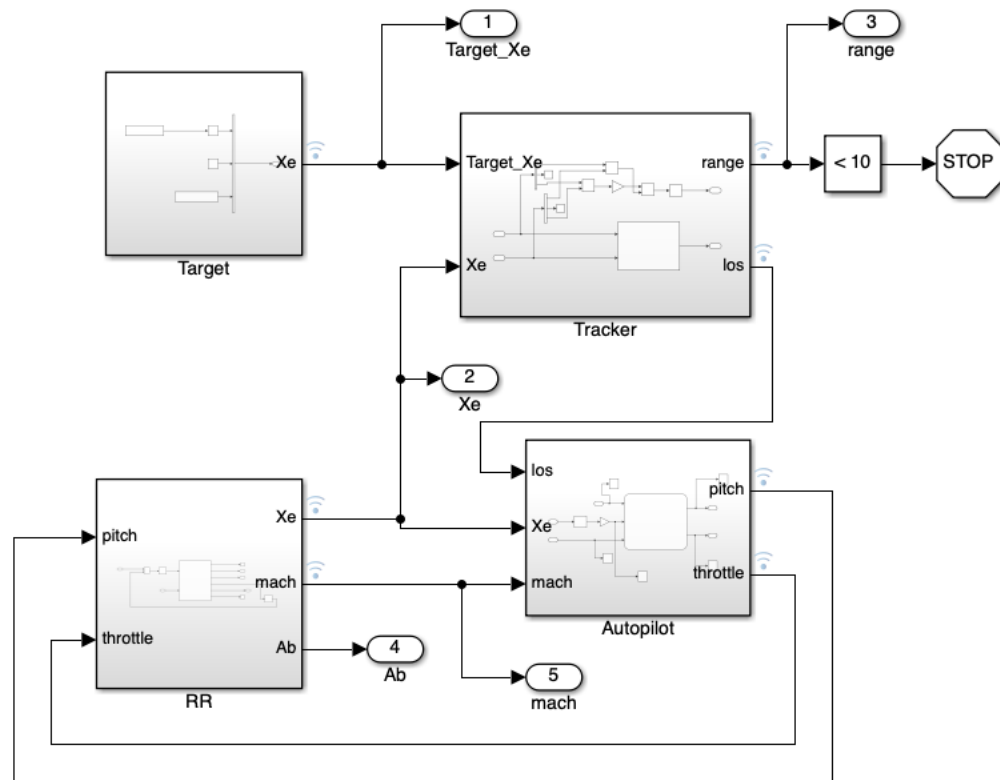 1
Target_Xe
3
range
Xe
Target
Target_Xe
range
< 10
STOP
Xe
los
Tracker
2
Xe
los
pitch
Xe
Xe
pitch
mach
mach
throttle
Autipilot
throttle
Ab
4
Ab
RR
5
mach